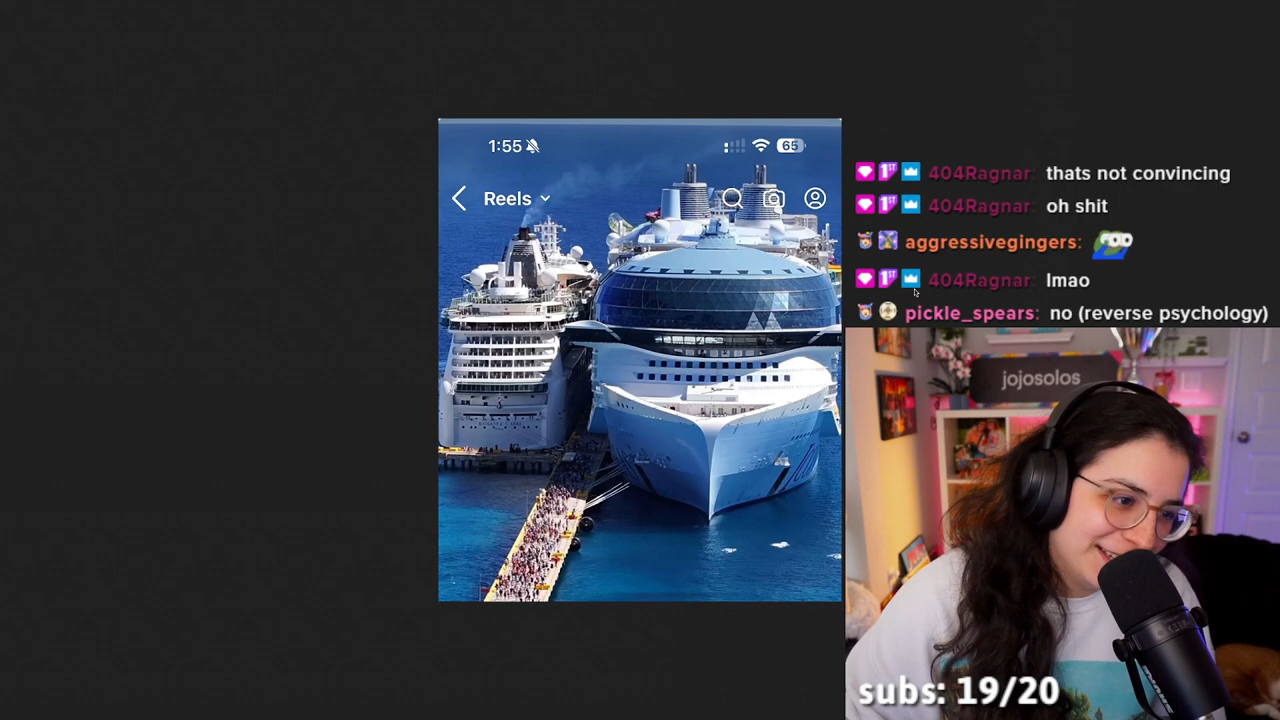 1:55
65
Reels
404Ragnar: thats not convincing
404Ragnar: oh shit
aggressivegingers:
404Ragnar: lmao
pickle_spears: no (reverse psychology)
jojosolos
subs: 19/20